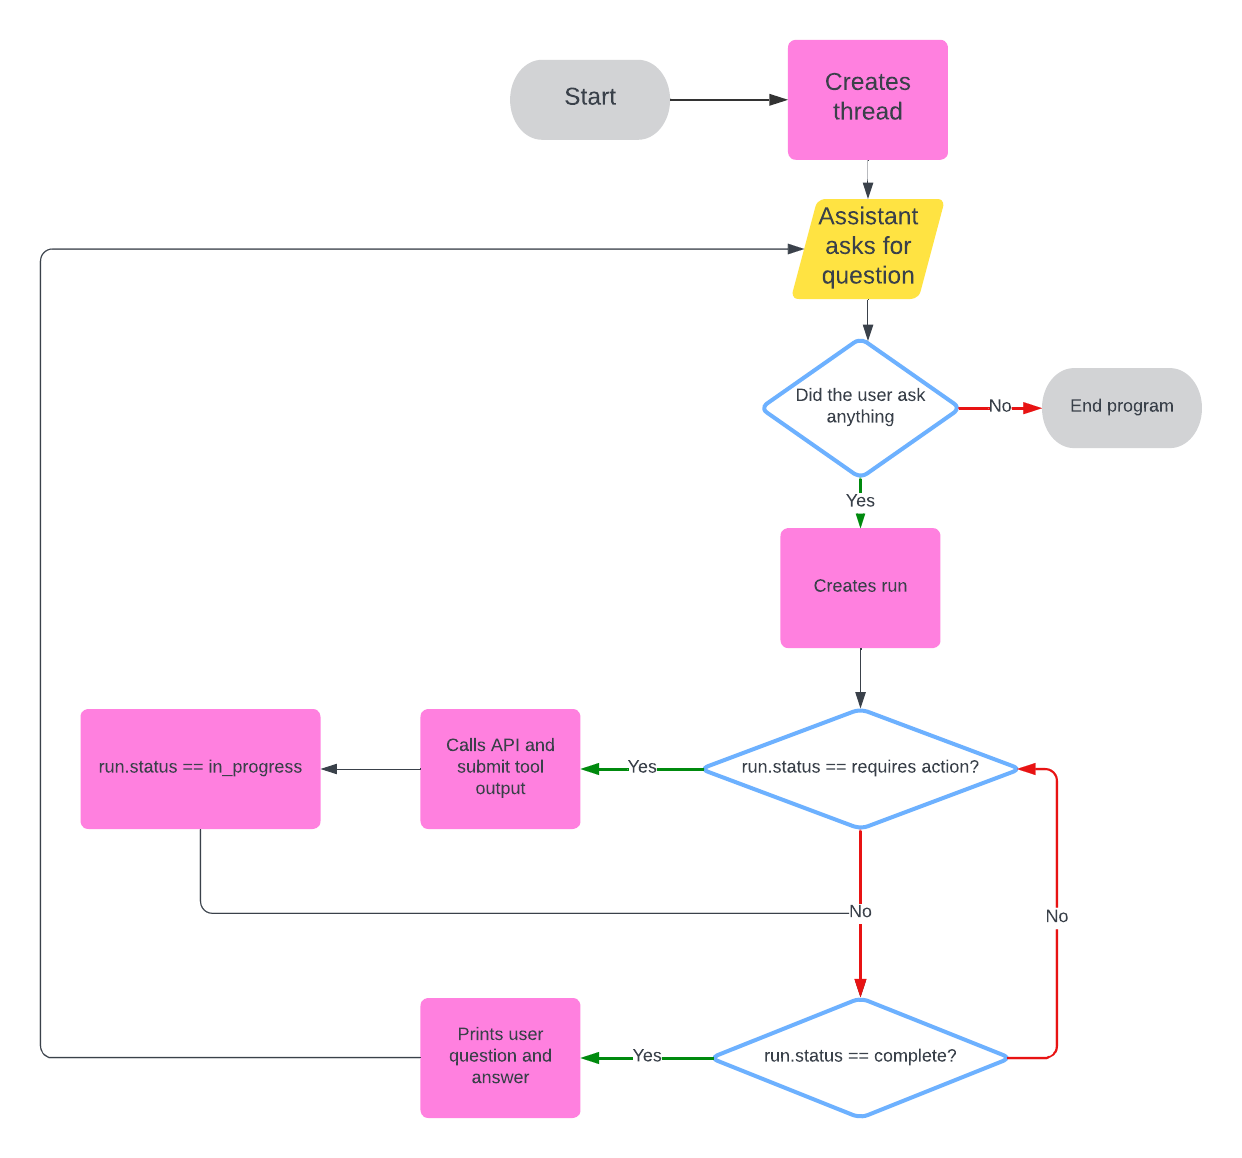 Start
Creates
thread
Assistant
asks for
question
Did the user ask
anything
No
End program
Yes
Creates run
run.status == in_progress
Calls API and
submit tool
output
Yes
run.status == requires action?
No
No
Prints user
question and
answer
Yes
run.status == complete?